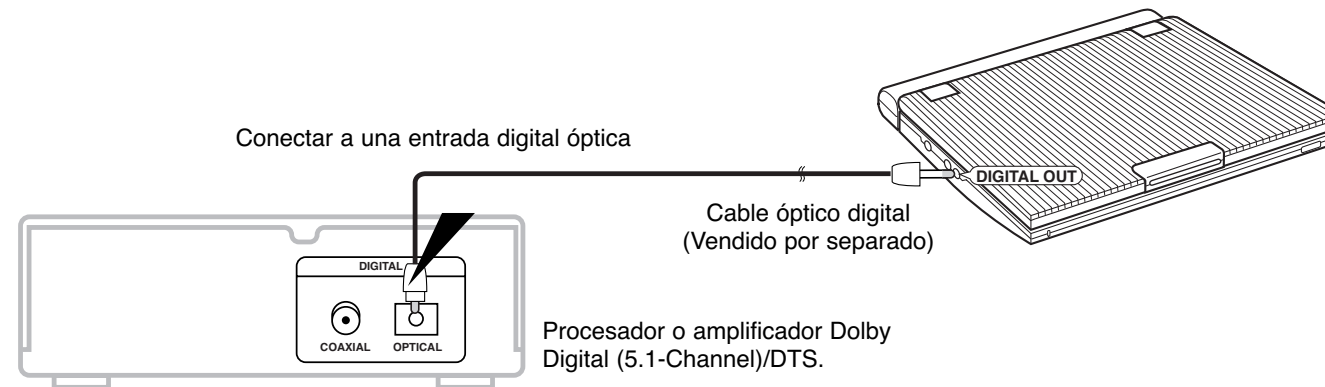 Conectar a una entrada digital óptica
DIGITAL OUT
Cable óptico digital
(Vendido por separado)
DIGITAL
COAXIAL
OPTICAL
Procesador o amplificador Dolby
Digital (5.1-Channel)/DTS.